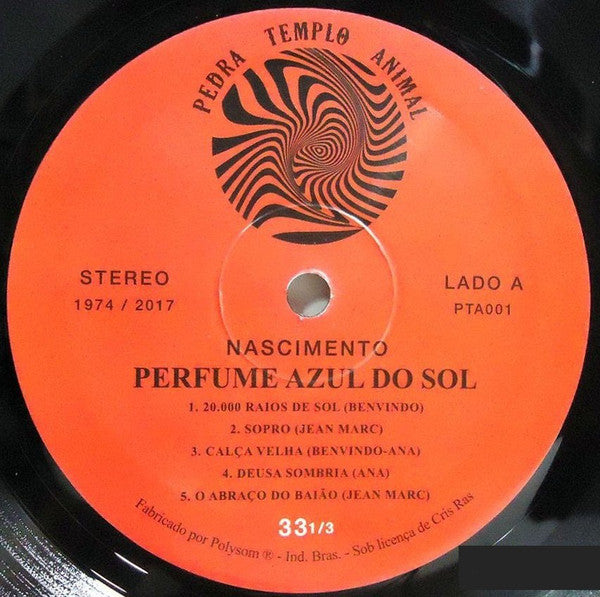 PEDRA TEMPLO ANIMAL
STEREO
1974 / 2017
LADO A
PTA001
NASCIMENTO
PERFUME AZUL DO SOL
1. 20.000 RAIOS DE SOL (BENVINDO)
2. SOPRO (JEAN MARC)
3. CALÇA VELHA (BENVINDO-ANA)
4. DEUSA SOMBRIA (ANA)
5. O ABRAÇO DO BAIÃO (JEAN MARC)
33 1/3
Fabricado por Polysom ® - Ind. Bras. - Sob licença de Cris Ras